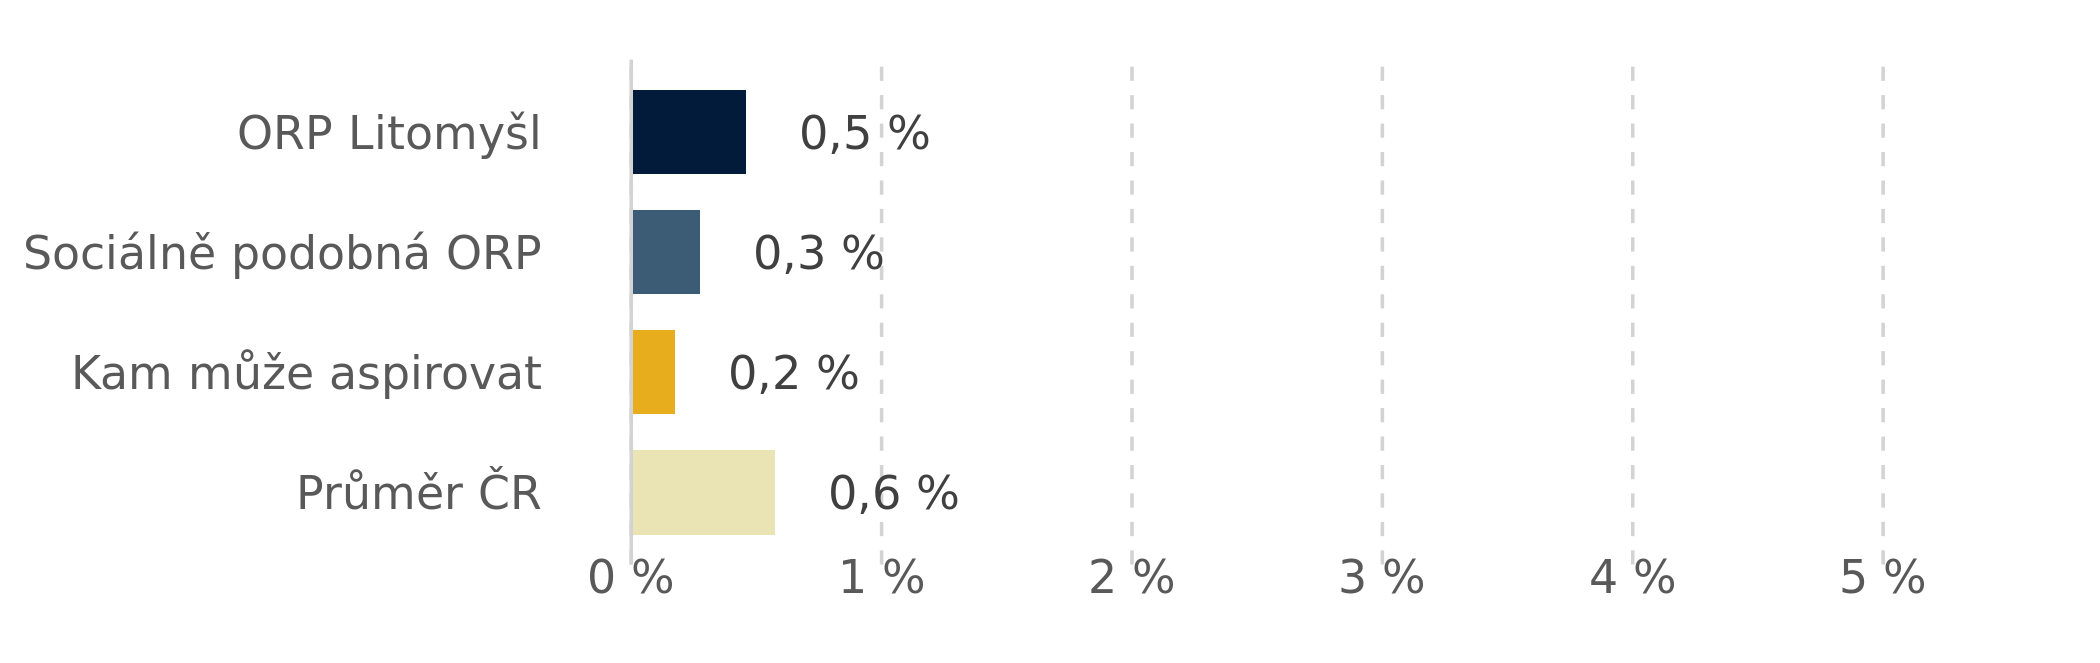 ORP Litomyšl 0,5 %
Sociálně podobná ORP 0,3 %
Kam může aspirovat 0,2 %
Průměr ČR 0,6 %
0 % 1 % 2 % 3 % 4 % 5 %